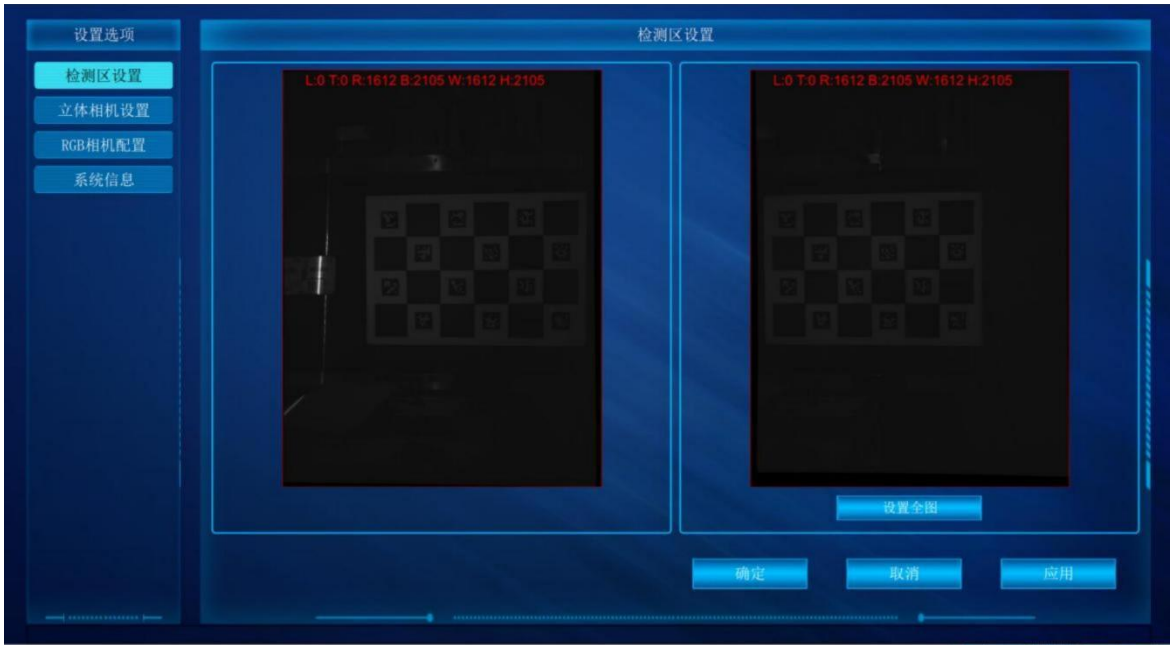 设置选项
检测区设置
立体相机设置
RGB相机配置
系统信息
检测区设置
L:0 T:0 R:1612 B:2105 W:1612 H:2105
L:0 T:0 R:1612 B:2105 W:1612 H:2105
设置全图
确定
取消
应用